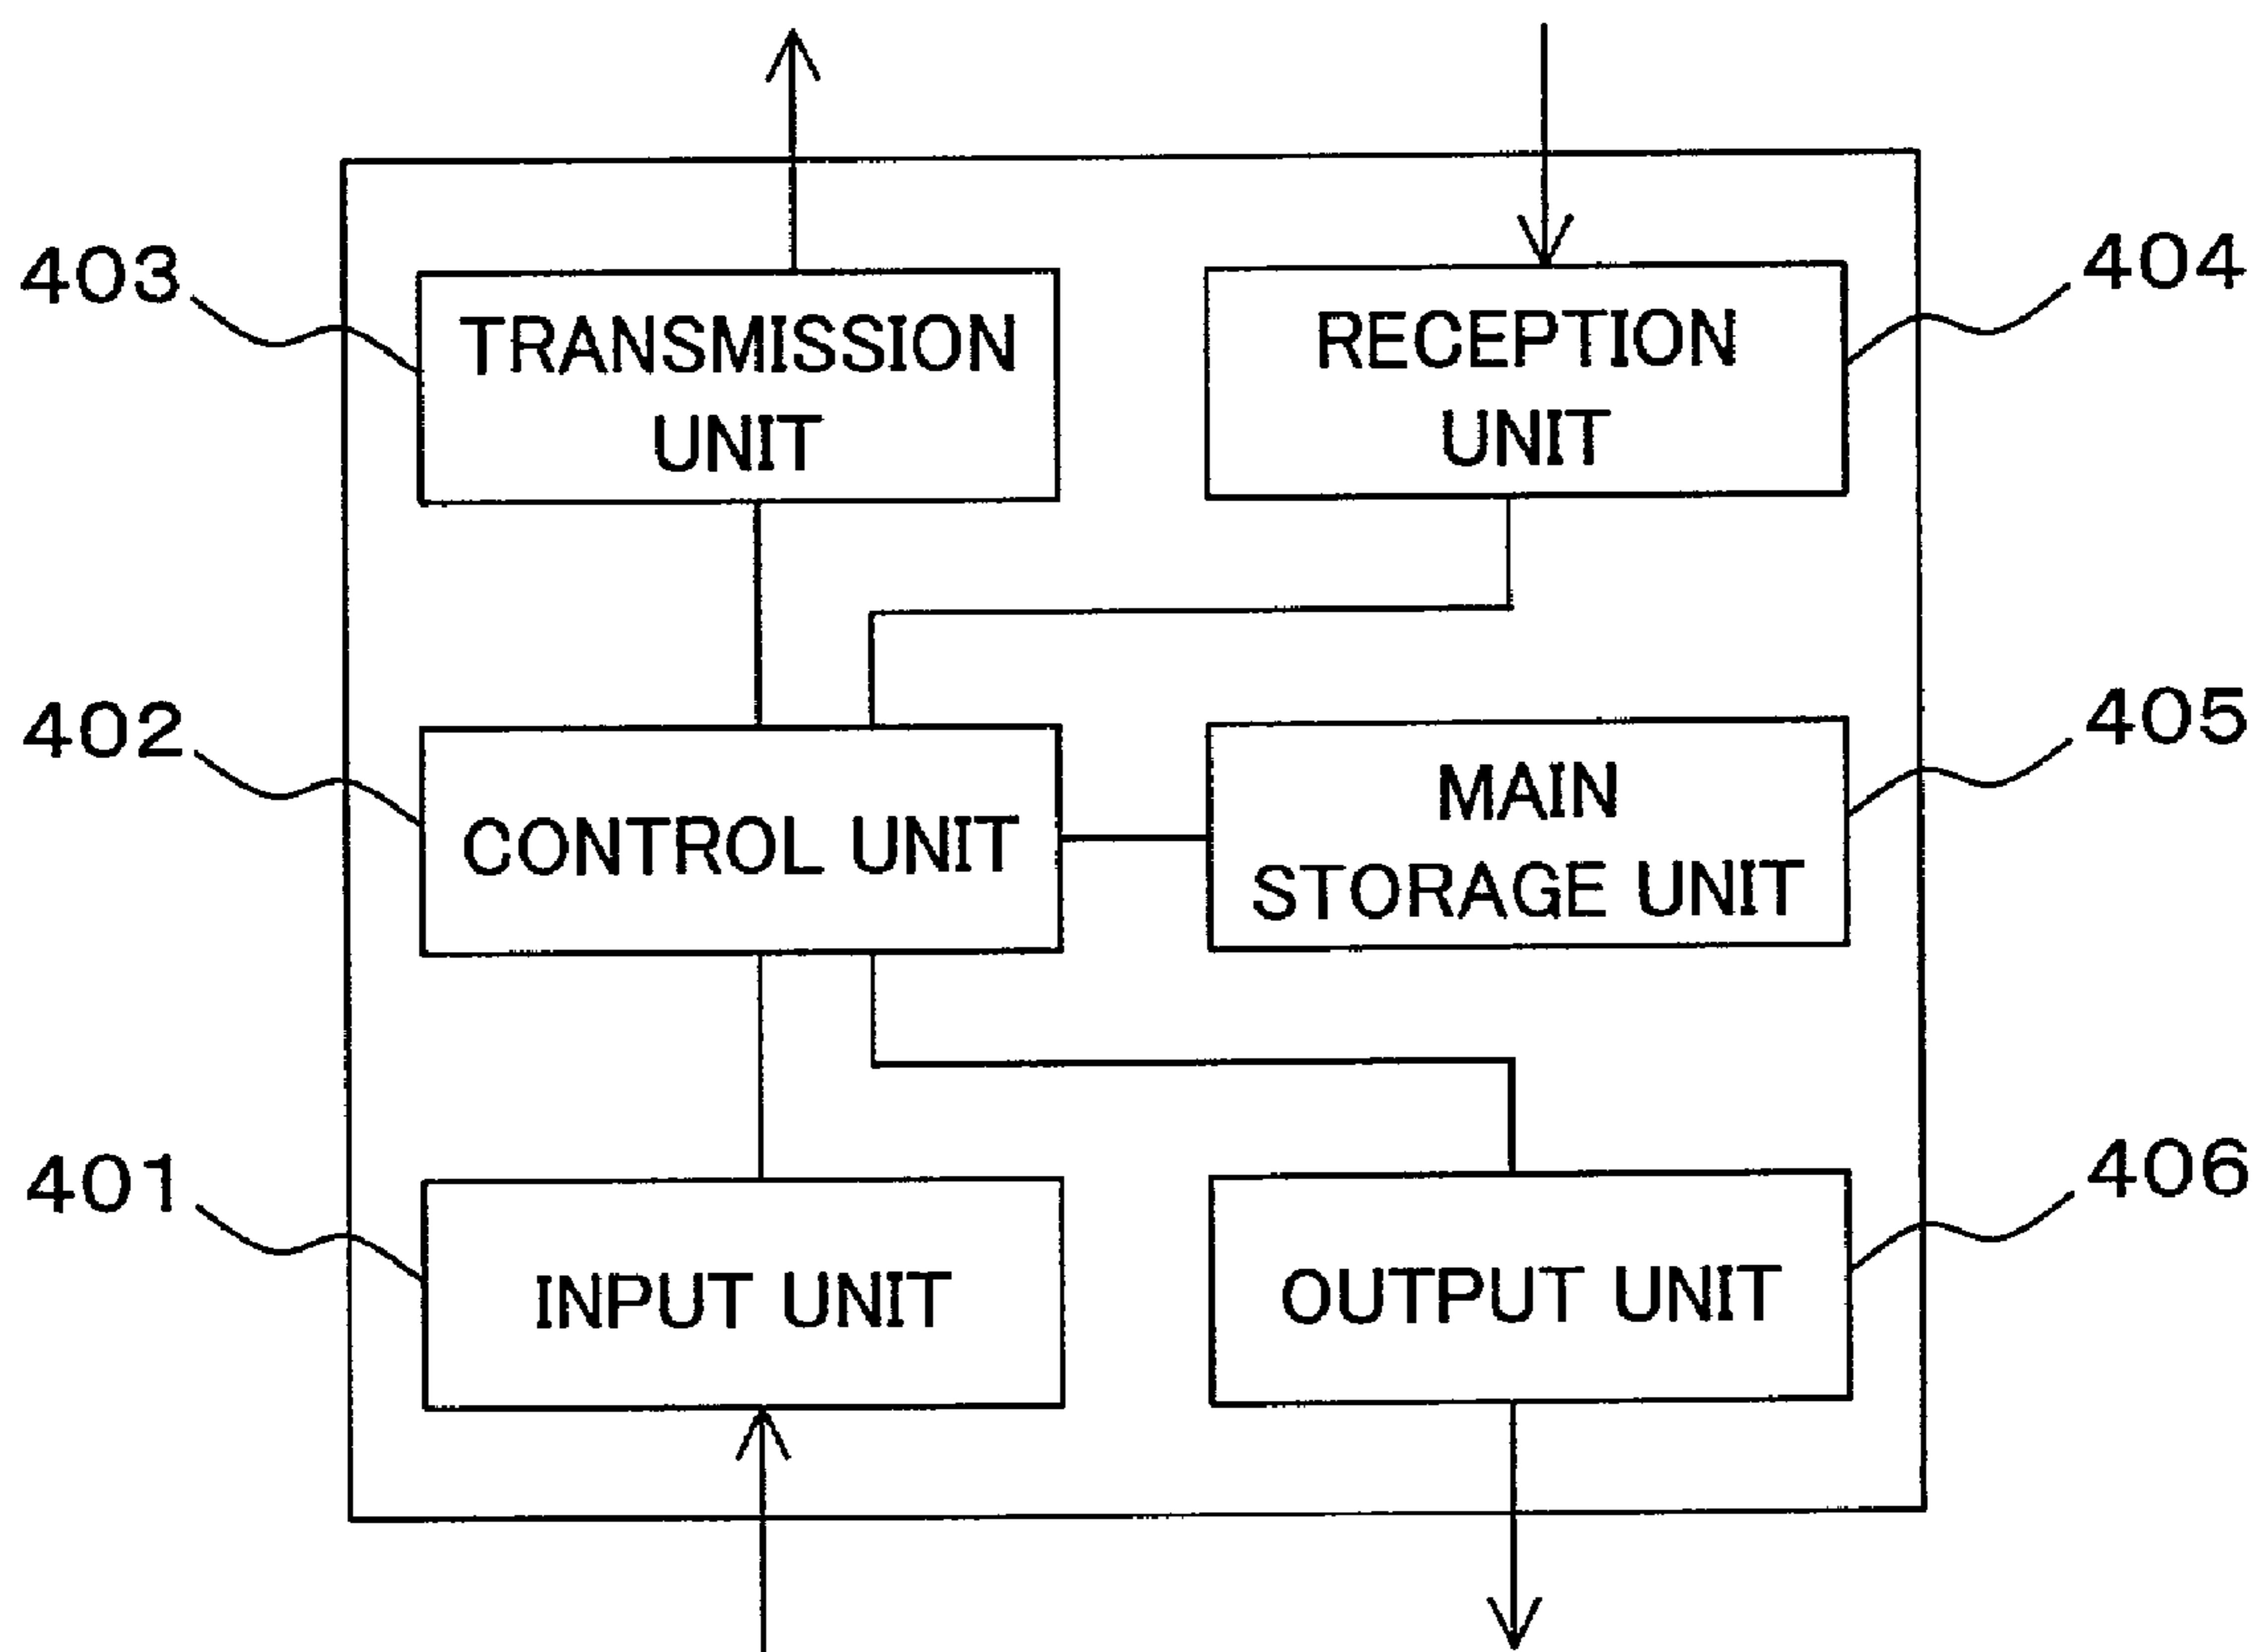 403
TRANSMISSION
UNIT
RECEPTION
UNIT
404
402
CONTROL UNIT
MAIN
STORAGE UNIT
405
401
INPUT UNIT
OUTPUT UNIT
406